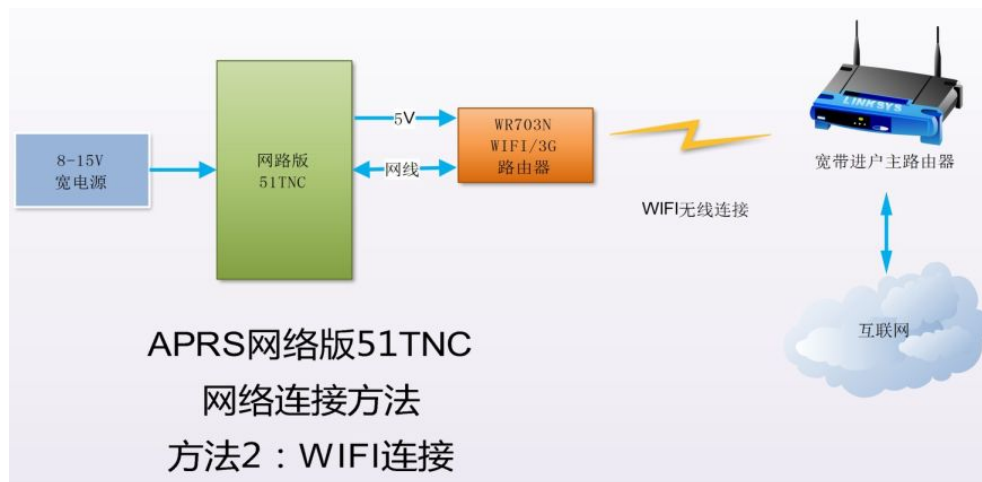 8-15V
宽电源
网路版
51TNC
5V
网线
WR703N
WIFI/3G
路由器
WIFI无线连接
LINKSYS
宽带进户主路由器
互联网
APRS网络版51TNC
网络连接方法
方法2：WIFI连接